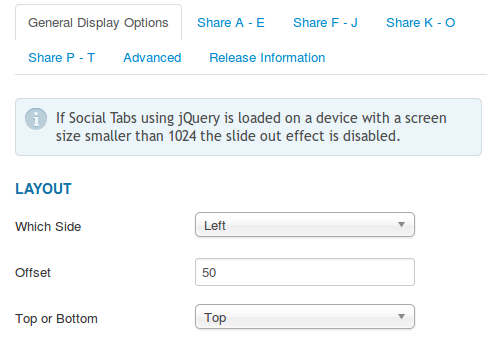 General Display Options Share A - E Share F - J Share K - O
Share P - T Advanced Release Information
If Social Tabs using jQuery is loaded on a device with a screen
size smaller than 1024 the slide out effect is disabled.
LAYOUT
Which Side Left
Offset 50
Top or Bottom Top